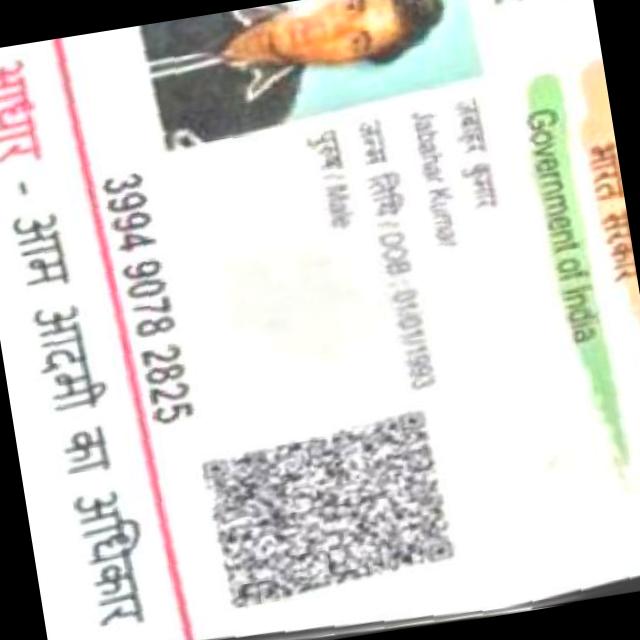 भारत सरकार
Government of India
जबाहर कुमार
Jabahar Kumar
जन्म तिथि / DOB : 01/01/1993
पुरुष / Male
3994 9078 2825
आधार - आम आदमी का अधिकार